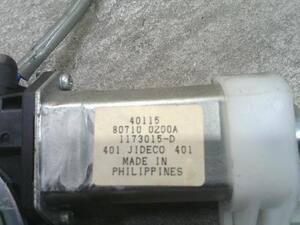 40115
80710 0Z00A
1173015-D
401 JIDECO 401
MADE IN
PHILIPPINES